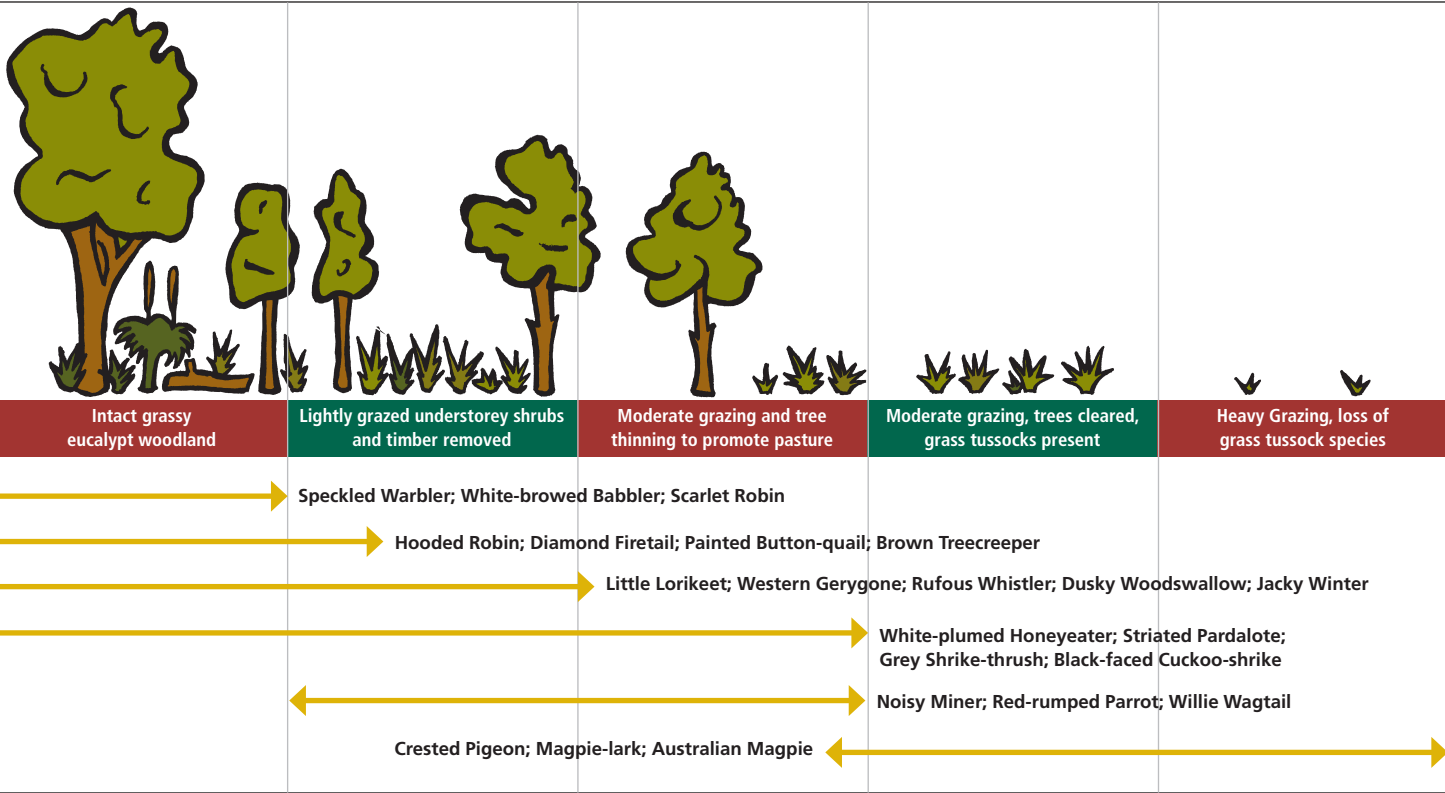 Intact grassy
eucalypt woodland
Lightly grazed understorey shrubs
and timber removed
Moderate grazing and tree
thinning to promote pasture
Moderate grazing, trees cleared,
grass tussocks present
Heavy Grazing, loss of
grass tussock species
Speckled Warbler; White-browed Babbler; Scarlet Robin
Hooded Robin; Diamond Firetail; Painted Button-quail; Brown Treecreeper
Little Lorikeet; Western Gerygone; Rufous Whistler; Dusky Woodswallow; Jacky Winter
White-plumed Honeyeater; Striated Pardalote;
Grey Shrike-thrush; Black-faced Cuckoo-shrike
Noisy Miner; Red-rumped Parrot; Willie Wagtail
Crested Pigeon; Magpie-lark; Australian Magpie